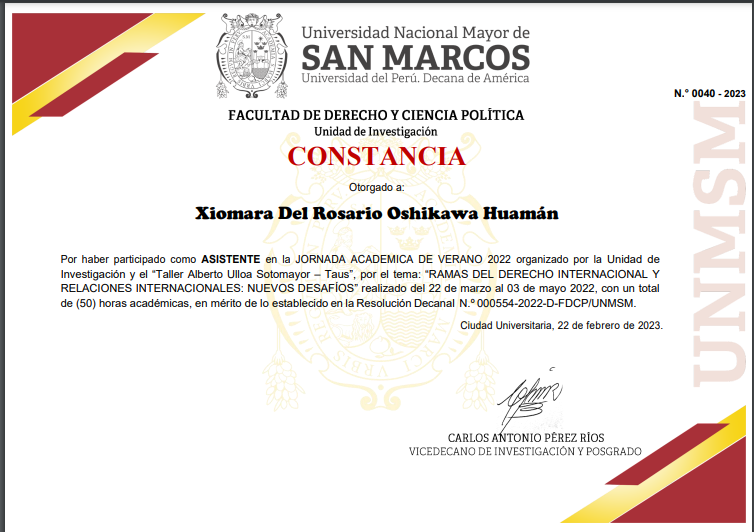 Universidad Nacional Mayor de
SAN MARCOS
Universidad del Perú. Decana de América
N.° 0040 - 2023
FACULTAD DE DERECHO Y CIENCIA POLÍTICA
Unidad de Investigación
CONSTANCIA
Otorgado a:
Xiomara Del Rosario Oshikawa Huamán
Por haber participado como ASISTENTE en la JORNADA ACADEMICA DE VERANO 2022 organizado por la Unidad de
Investigación y el “Taller Alberto Ulloa Sotomayor – Taus”, por el tema: “RAMAS DEL DERECHO INTERNACIONAL Y
RELACIONES INTERNACIONALES: NUEVOS DESAFÍOS” realizado del 22 de marzo al 03 de mayo 2022, con un total
de (50) horas académicas, en mérito de lo establecido en la Resolución Decanal N.º 000554-2022-D-FDCP/UNMSM.
Ciudad Universitaria, 22 de febrero de 2023.
UNMSM
CARLOS ANTONIO PÉREZ RÍOS
VICEDECANO DE INVESTIGACIÓN Y POSGRADO